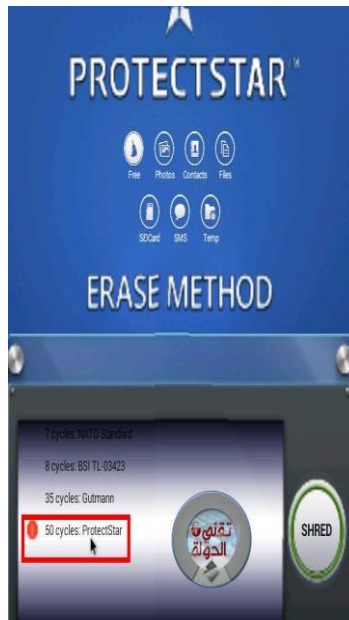 PROTECTSTAR™
Free Photos Contacts Files
SDCard SMS Temp
ERASE METHOD
7 cycles: NATO Standard
8 cycles: BSI TL-03423
35 cycles: Gutmann
50 cycles: ProtectStar
تقني
الدولة
SHRED